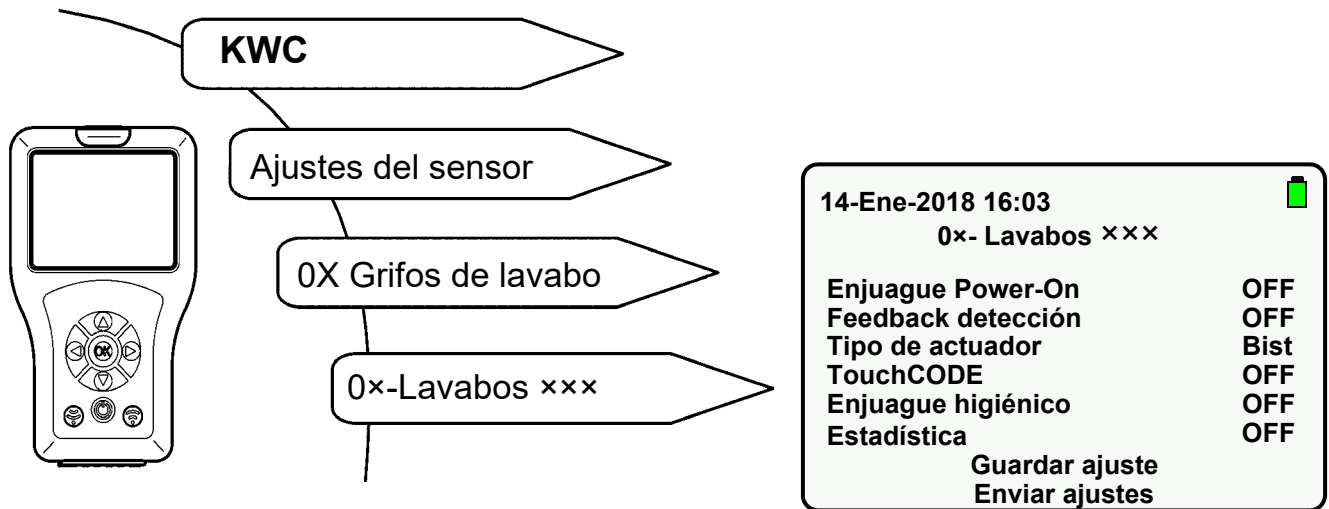 KWC
Ajustes del sensor
0X Grifos de lavabo
0×-Lavabos ×××
OK
14-Ene-2018 16:03
0×- Lavabos ×××
Enjuague Power-On OFF
Feedback detección OFF
Tipo de actuador Bist
TouchCODE OFF
Enjuague higiénico OFF
Estadística OFF
Guardar ajuste
Enviar ajustes